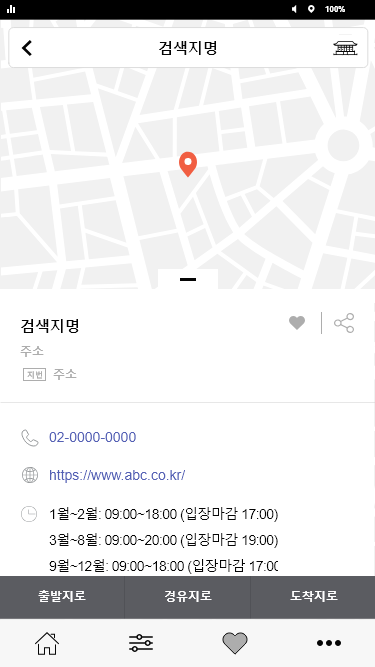 100%
검색지명
검색지명
주소
지번 주소
02-0000-0000
https://www.abc.co.kr/
1월~2월: 09:00~18:00 (입장마감 17:00)
3월~8월: 09:00~20:00 (입장마감 19:00)
9월~12월: 09:00~18:00 (입장마감 17:00
출발지로 경유지로 도착지로